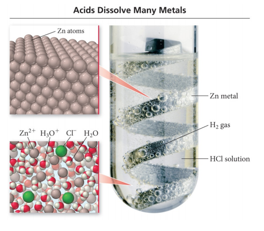 Acids Dissolve Many Metals
Zn atoms
Zn metal
H₂ gas
Zn²⁺ H₃O⁺ Cl⁻ H₂O
HCl solution